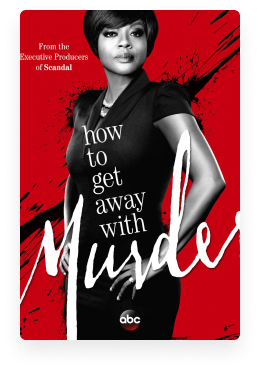 From the
Executive Producers
of Scandal
how
to
get
away
with
Murder
abc